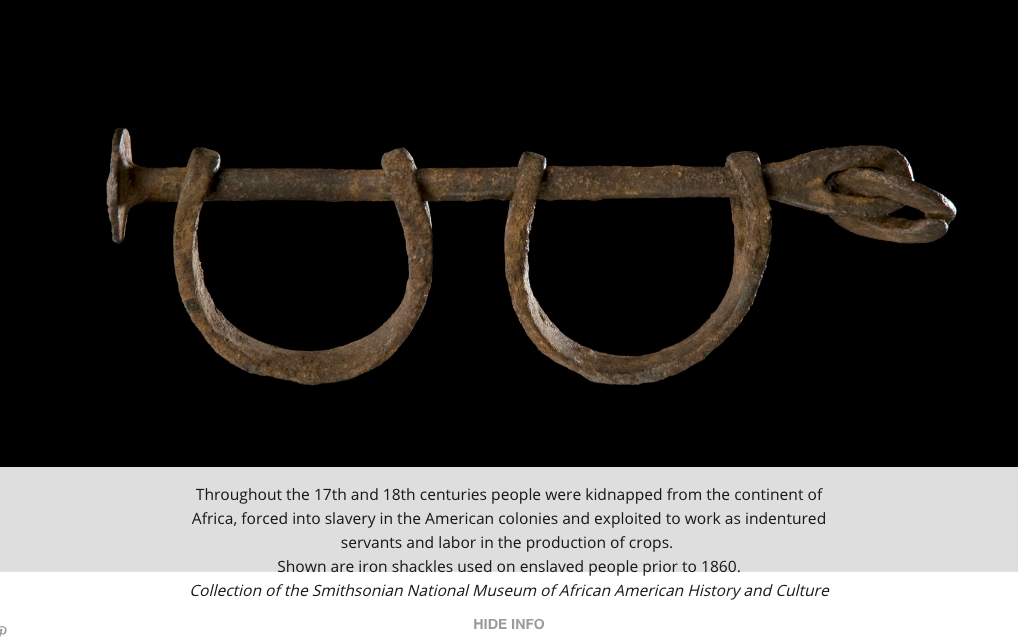 Throughout the 17th and 18th centuries people were kidnapped from the continent of
Africa, forced into slavery in the American colonies and exploited to work as indentured
servants and labor in the production of crops.
Shown are iron shackles used on enslaved people prior to 1860.
Collection of the Smithsonian National Museum of African American History and Culture
HIDE INFO